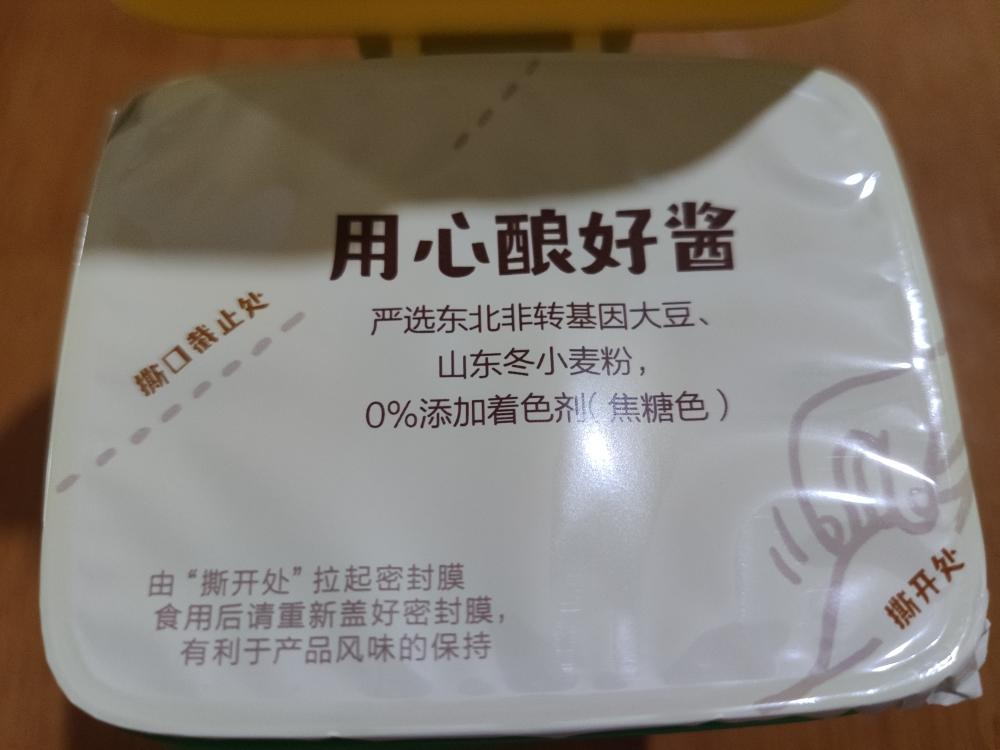 用心酿好酱
严选东北非转基因大豆、
山东冬小麦粉，
0%添加着色剂（焦糖色）
撕口截止处
由“撕开处”拉起密封膜
食用后请重新盖好密封膜，
有利于产品风味的保持
撕开处